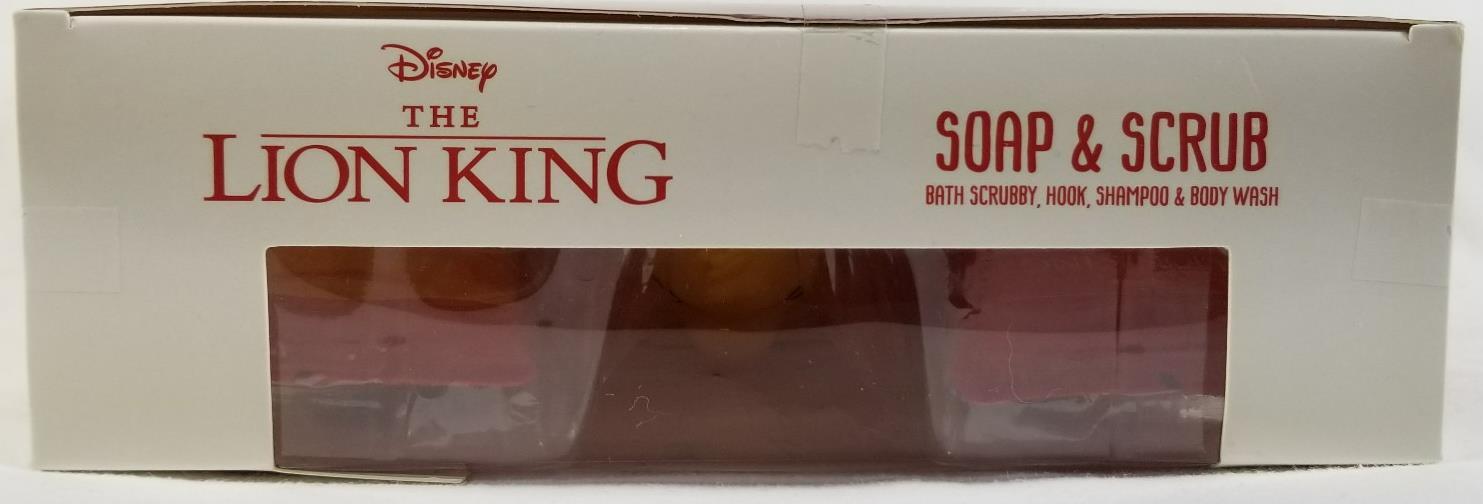 Disney
THE
LION KING
SOAP & SCRUB
BATH SCRUBBY, HOOK, SHAMPOO & BODY WASH